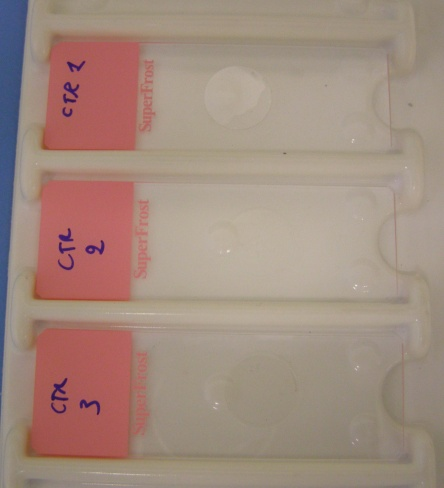 CTR 1
SuperFrost
CTR
2
SuperFrost
CTR
3
SuperFrost